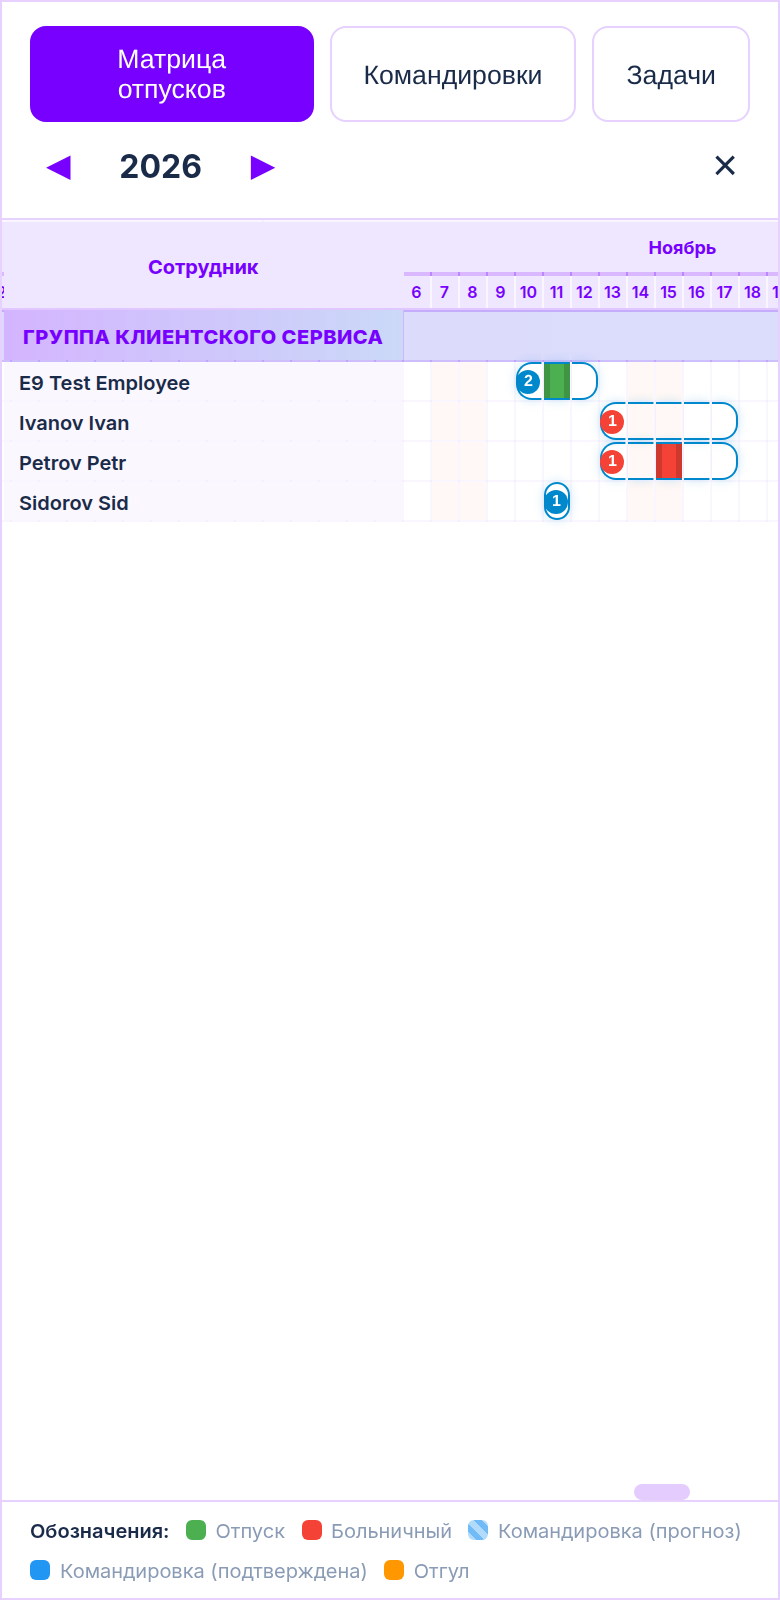 Матрица
отпусков
Командировки
Задачи
◀ 2026 ▶ ✕
Сотрудник
Ноябрь
6 7 8 9 10 11 12 13 14 15 16 17 18
ГРУППА КЛИЕНТСКОГО СЕРВИСА
E9 Test Employee 2
Ivanov Ivan 1
Petrov Petr 1
Sidorov Sid 1
Обозначения: Отпуск Больничный Командировка (прогноз)
Командировка (подтверждена) Отгул